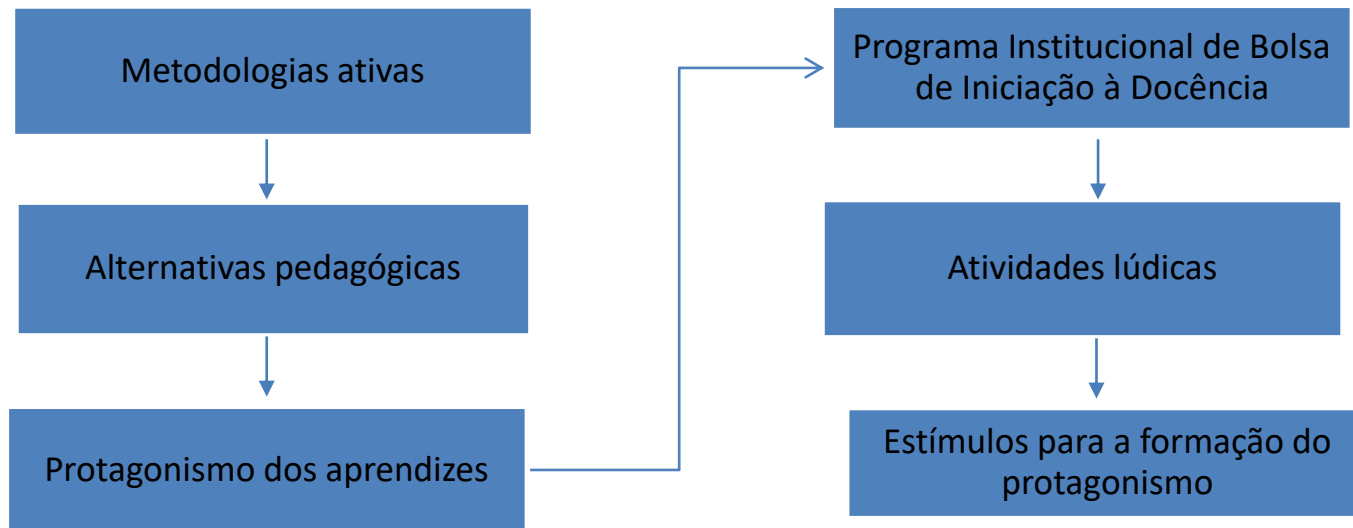 Metodologias ativas
Alternativas pedagógicas
Protagonismo dos aprendizes
Programa Institucional de Bolsa
de Iniciação à Docência
Atividades lúdicas
Estímulos para a formação do
protagonismo